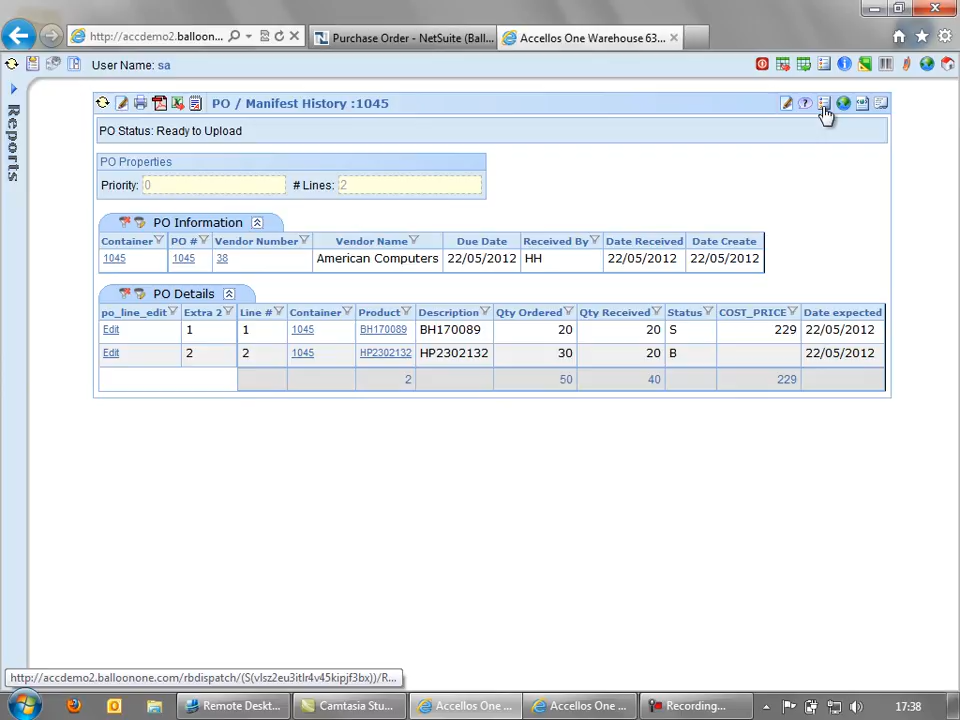 http://accdemo2.balloon...
Purchase Order - NetSuite (Ball...
Accellos One Warehouse 63...
User Name: sa
Reports
PO / Manifest History :1045
PO Status: Ready to Upload
PO Properties
Priority: 0 # Lines: 2
PO Information
Container PO # Vendor Number Vendor Name Due Date Received By Date Received Date Create
1045 1045 38 American Computers 22/05/2012 HH 22/05/2012 22/05/2012
PO Details
po_line_edit Extra 2 Line # Container Product Description Qty Ordered Qty Received Status COST_PRICE Date expected
Edit 1 1 1045 BH170089 BH170089 20 20 S 229 22/05/2012
Edit 2 2 1045 HP2302132 HP2302132 30 20 B 22/05/2012
2 50 40 229
http://accdemo2.balloonone.com/rbdispatch/(S(vlsz2eu3itlr4v45kipjf3bx))/R...
Remote Deskt...
Camtasia Stu...
Accellos One ...
Accellos One ...
Recording...
17:38